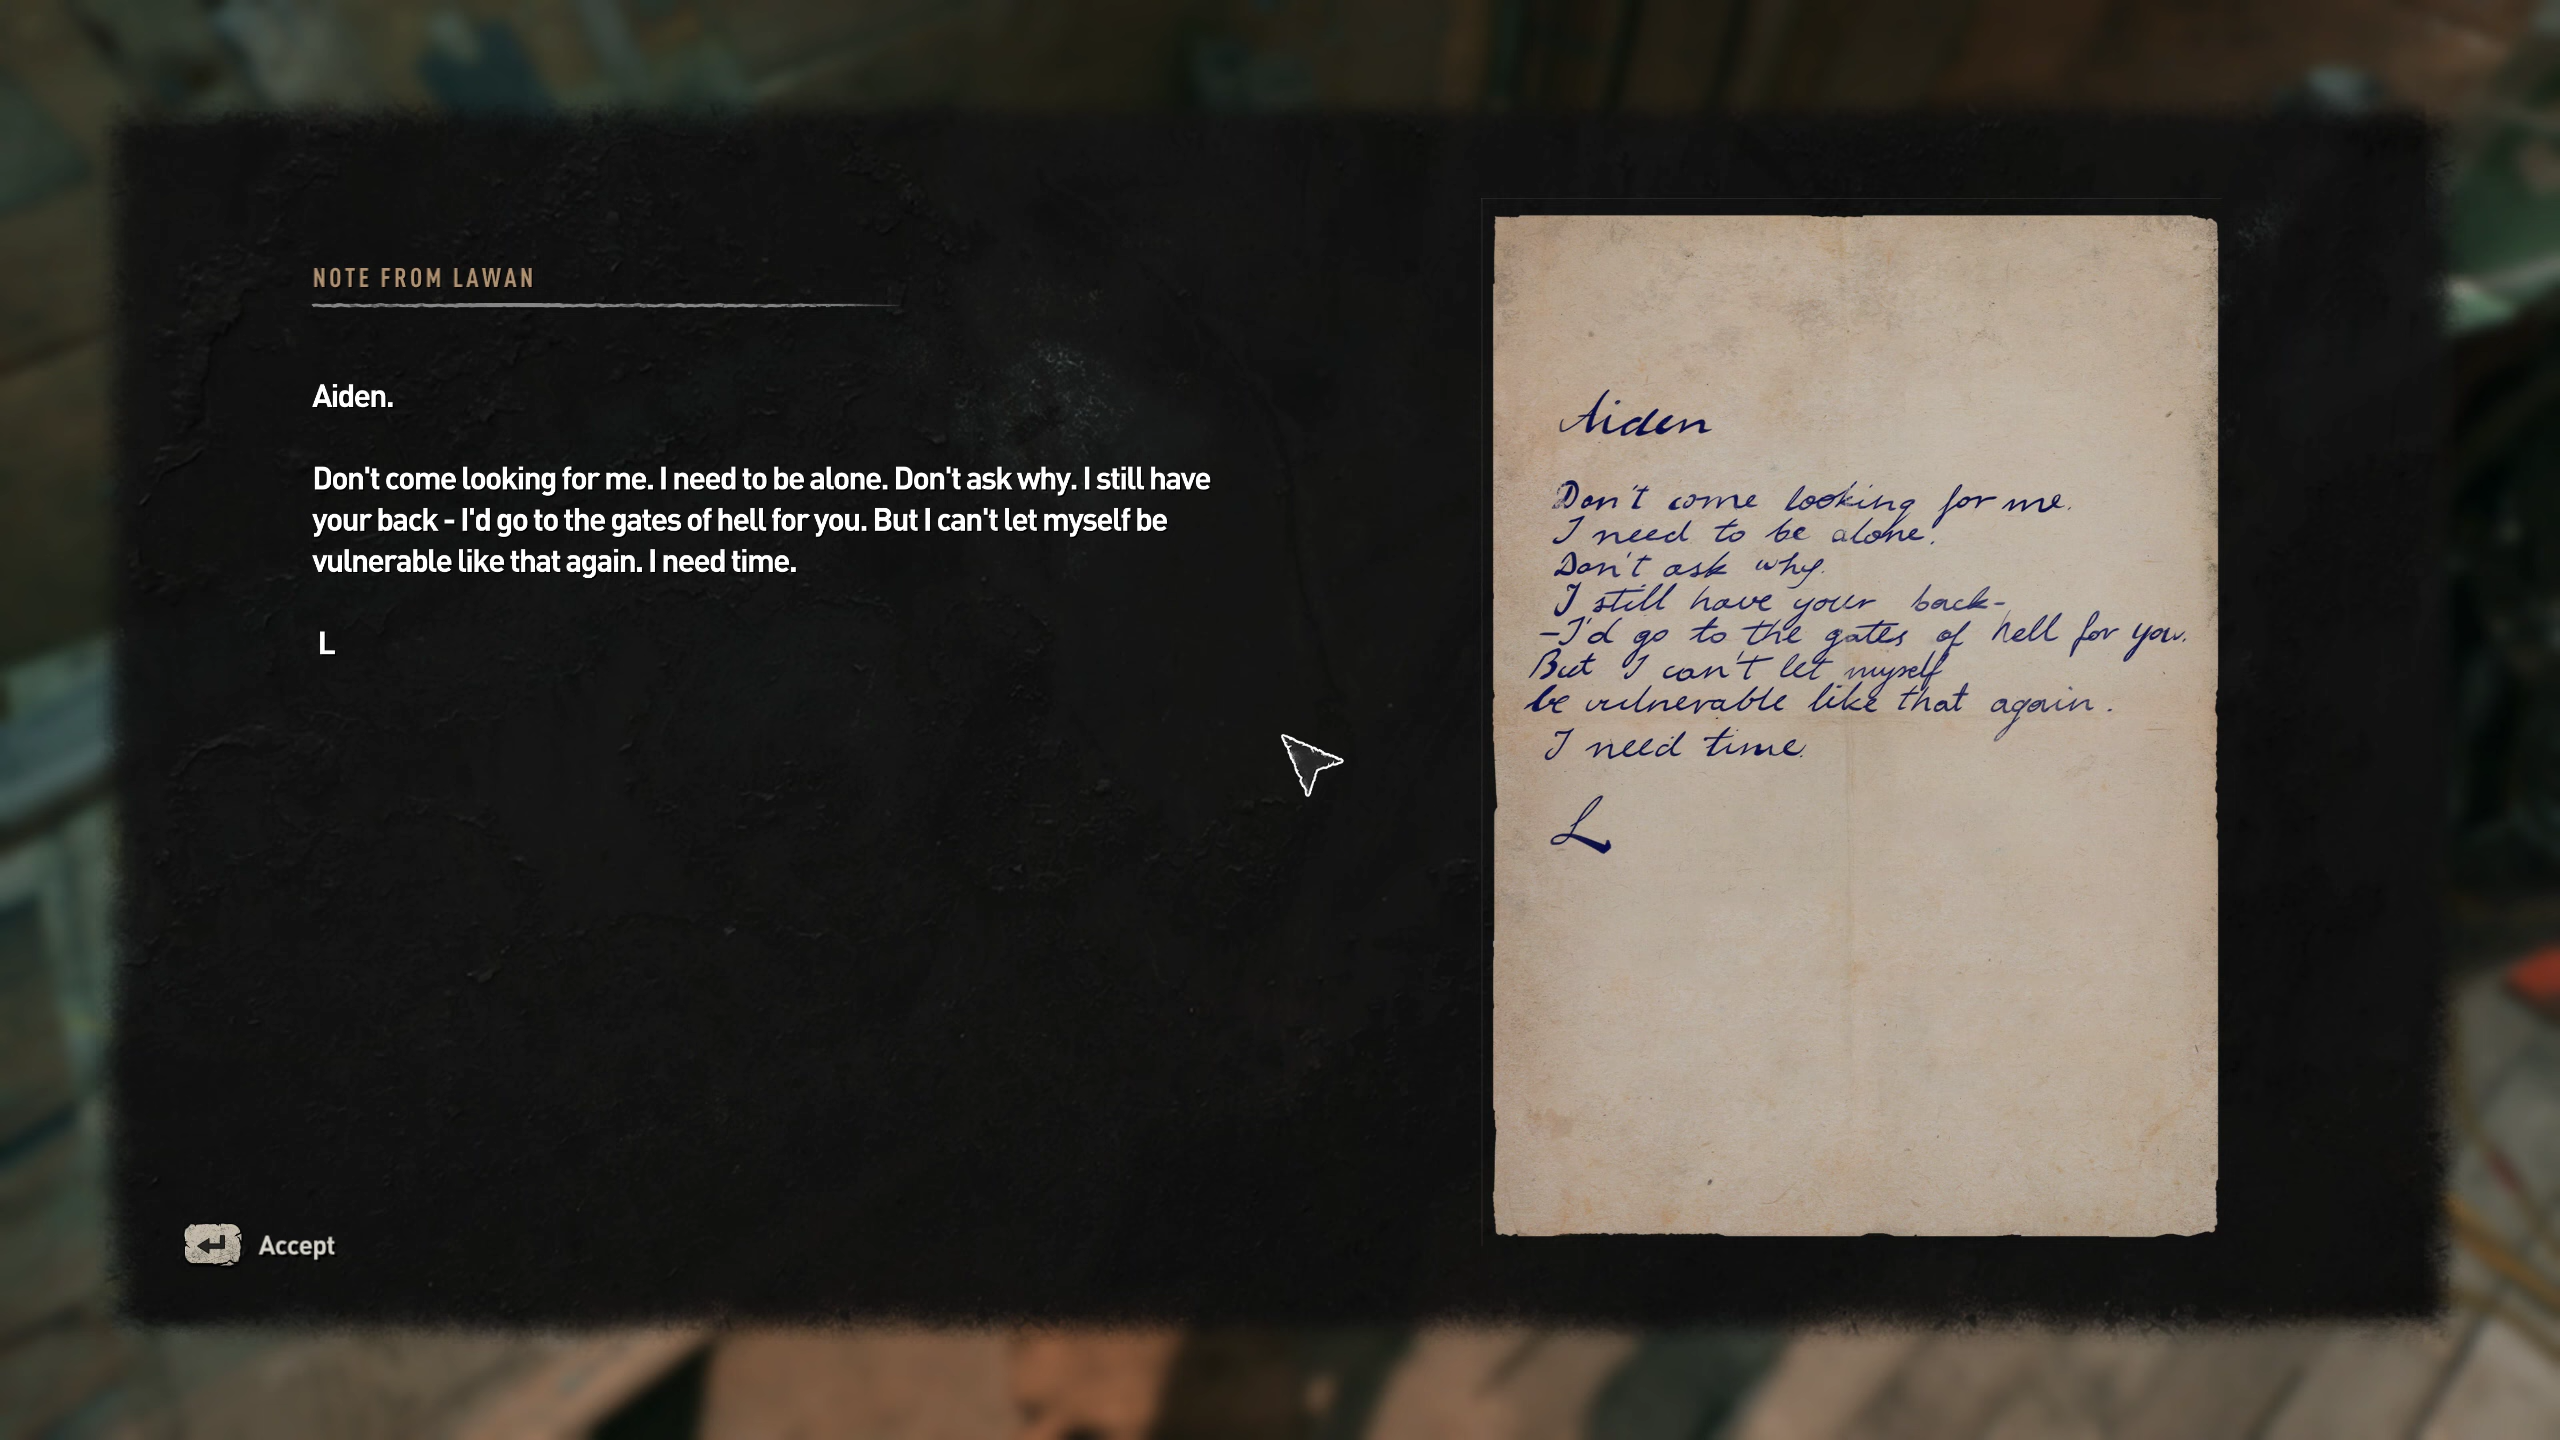 NOTE FROM LAWAN
Aiden.
Don't come looking for me. I need to be alone. Don't ask why. I still have
your back - I'd go to the gates of hell for you. But I can't let myself be
vulnerable like that again. I need time.
L
Accept
Aiden
Don't come looking for me.
I need to be alone.
Don't ask why.
I still have your back-
-I'd go to the gates of hell for you.
But I can't let myself
be vulnerable like that again.
I need time.
L